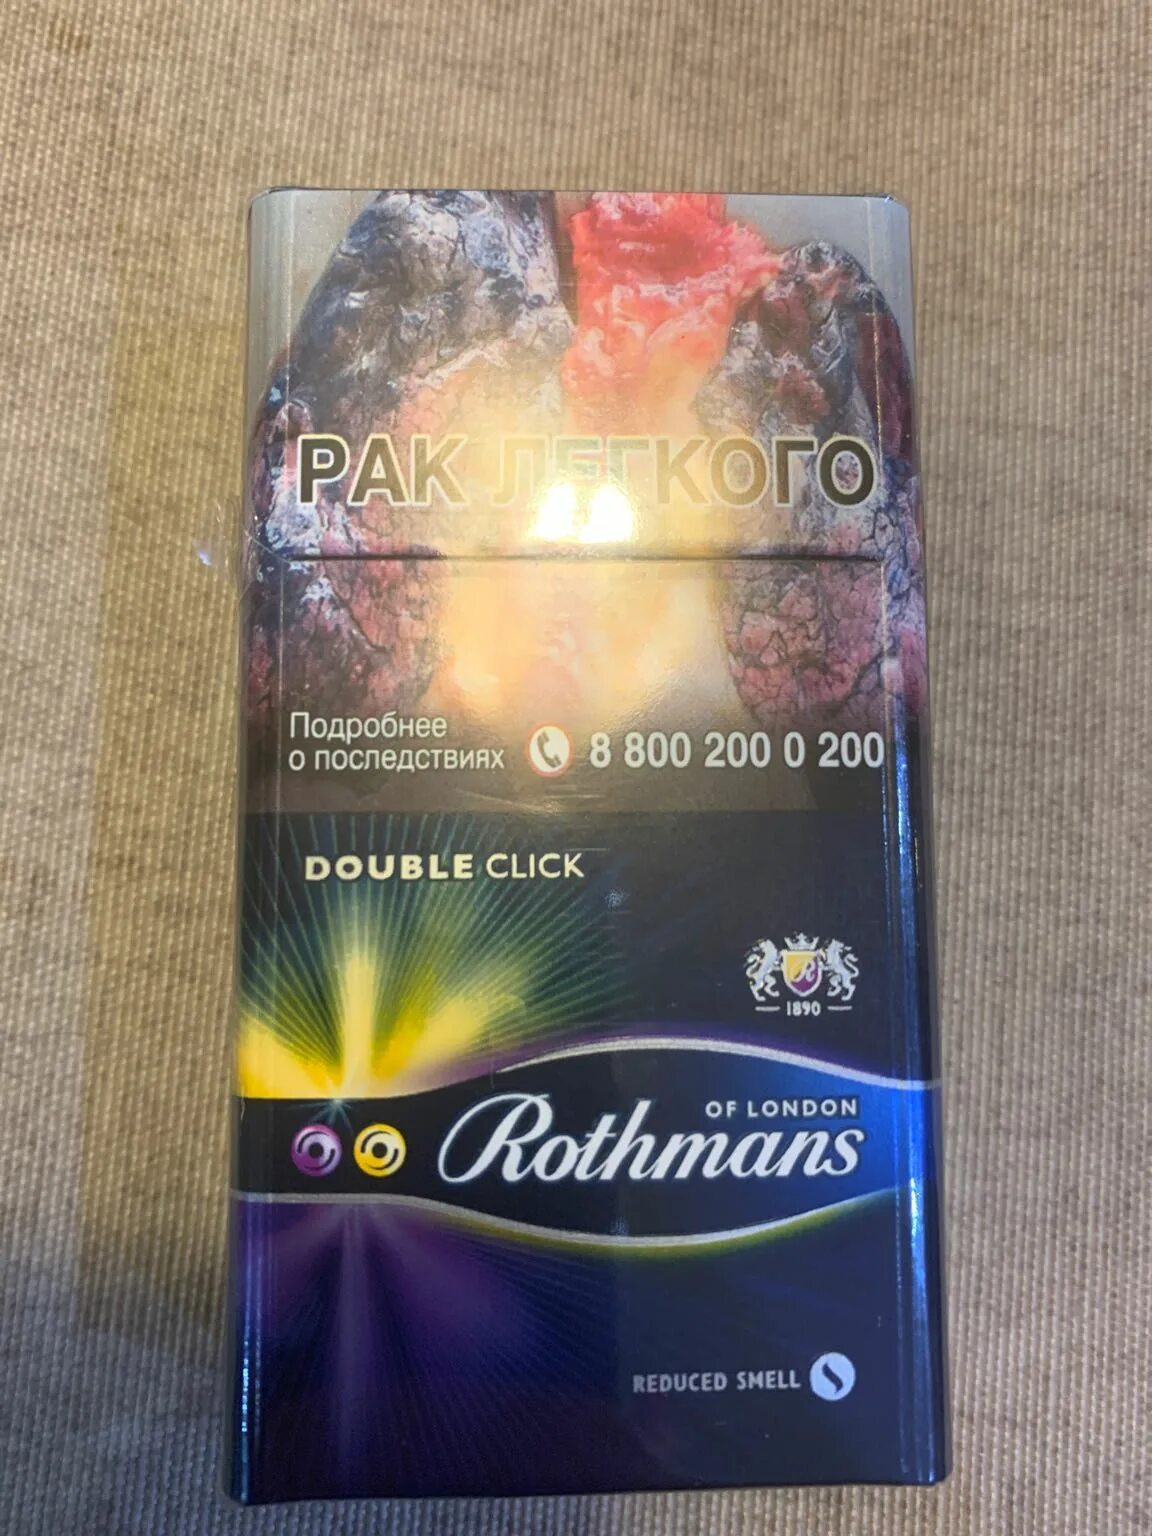 РАК ЛЕГКОГО
Подробнее
о последствиях
8 800 200 0 200
DOUBLE CLICK
R
1890
OF LONDON
Rothmans
REDUCED SMELL